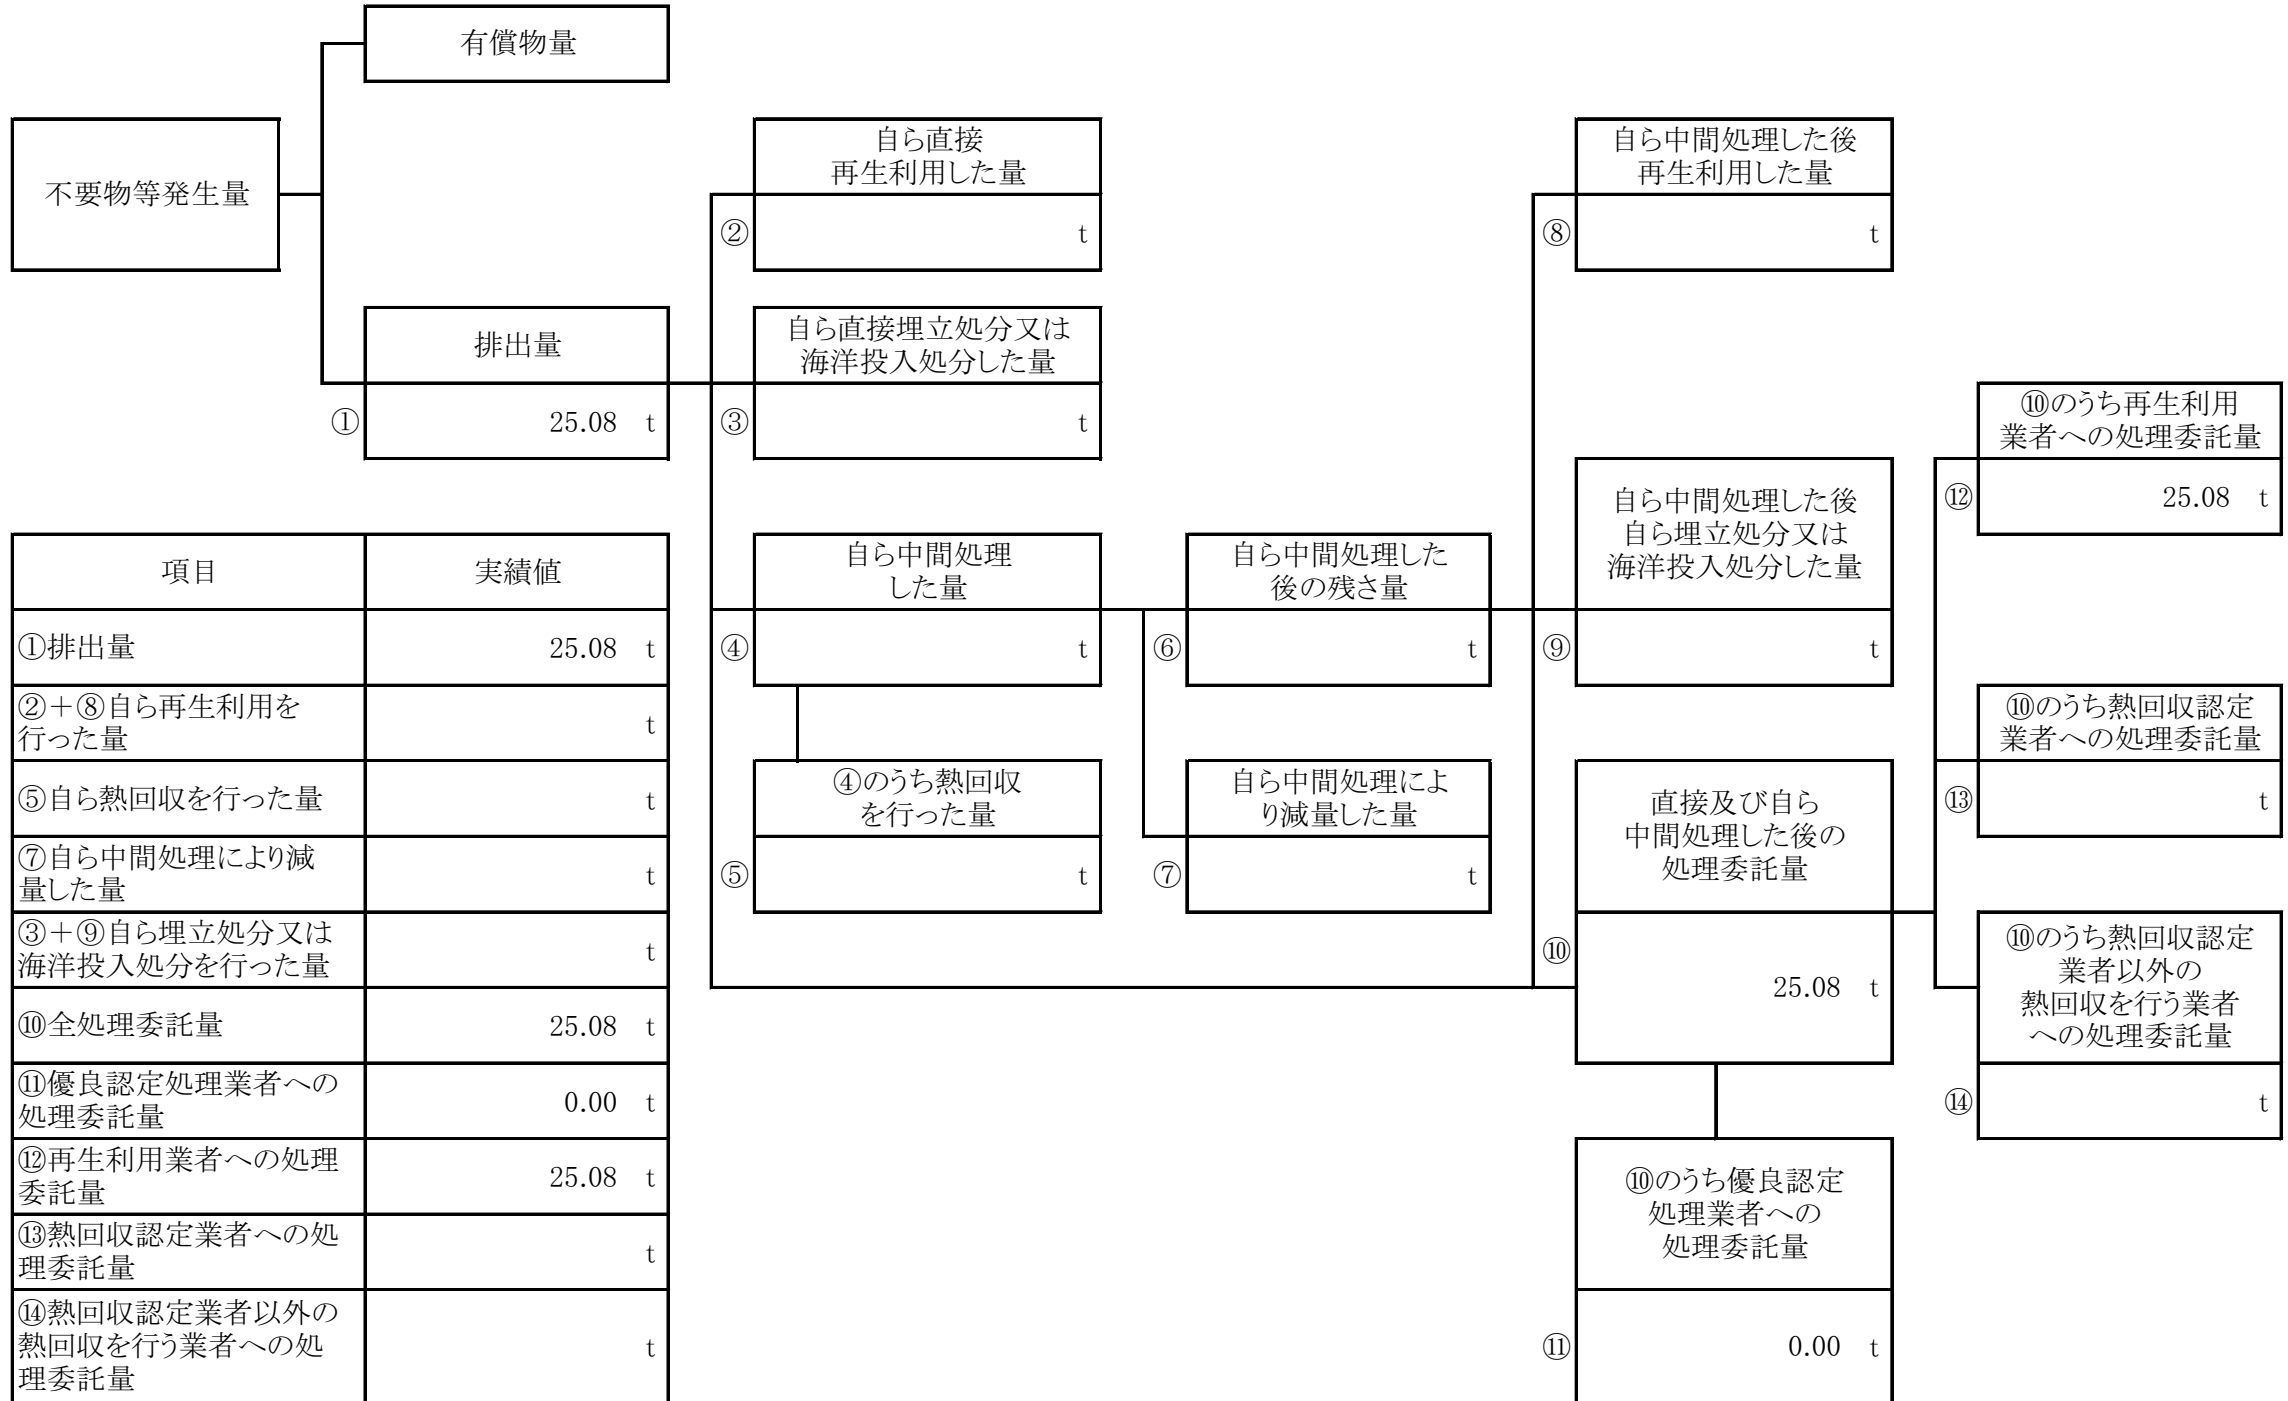 有償物量
不要物等発生量
排出量
① 25.08 t
自ら直接
再生利用した量
② t
自ら直接埋立処分又は
海洋投入処分した量
③ t
自ら中間処理
した量
④ t
④のうち熱回収
を行った量
⑤ t
自ら中間処理した
後の残さ量
⑥ t
自ら中間処理によ
り減量した量
⑦ t
自ら中間処理した後
再生利用した量
⑧ t
自ら中間処理した後
自ら埋立処分又は
海洋投入処分した量
⑨ t
直接及び自ら
中間処理した後の
処理委託量
⑩
25.08 t
⑩のうち優良認定
処理業者への
処理委託量
⑪ 0.00 t
⑩のうち再生利用
業者への処理委託量
⑫ 25.08 t
⑩のうち熱回収認定
業者への処理委託量
⑬ t
⑩のうち熱回収認定
業者以外の
熱回収を行う業者
への処理委託量
⑭ t
項目 実績値
①排出量 25.08 t
②＋⑧自ら再生利用を
行った量 t
⑤自ら熱回収を行った量 t
⑦自ら中間処理により減
量した量 t
③＋⑨自ら埋立処分又は
海洋投入処分を行った量 t
⑩全処理委託量 25.08 t
⑪優良認定処理業者への
処理委託量 0.00 t
⑫再生利用業者への処理
委託量 25.08 t
⑬熱回収認定業者への処
理委託量 t
⑭熱回収認定業者以外の
熱回収を行う業者への処 t
理委託量